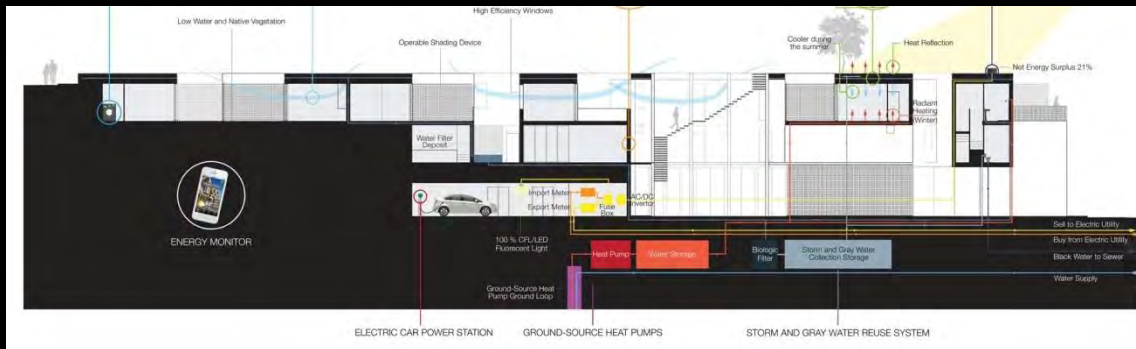 High Efficiency Windows
Low Water and Native Vegetation
Operable Shading Device
Cooler during
the summer
Heat Reflection
Net Energy Surplus 21%
Radiant
Heating
(Winter)
Water Filter
Deposit
Import Meter
Export Meter
Fuse
Box
AC/DC
Invertor
ENERGY MONITOR
100 % CFL/LED
Fluorecent Light
Sell to Electric Utility
Buy from Electric Utility
Black Water to Sewer
Water Supply
Heat Pump
Water Storage
Biologic
Filter
Storm and Gray Water
Collection Storage
Ground-Source Heat
Pump Ground Loop
ELECTRIC CAR POWER STATION
GROUND-SOURCE HEAT PUMPS
STORM AND GRAY WATER REUSE SYSTEM